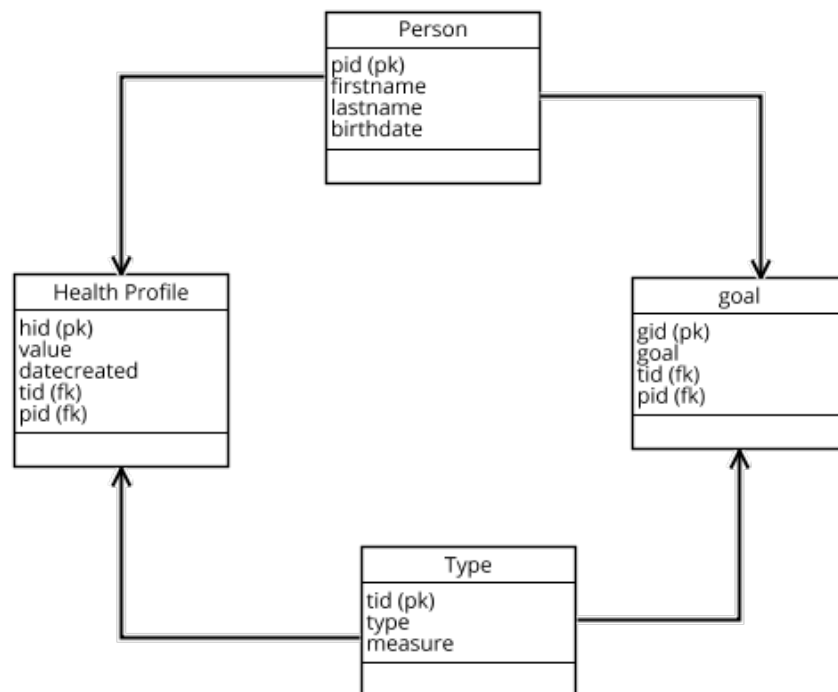 Person
pid (pk)
firstname
lastname
birthdate
Health Profile
hid (pk)
value
datecreated
tid (fk)
pid (fk)
goal
gid (pk)
goal
tid (fk)
pid (fk)
Type
tid (pk)
type
measure